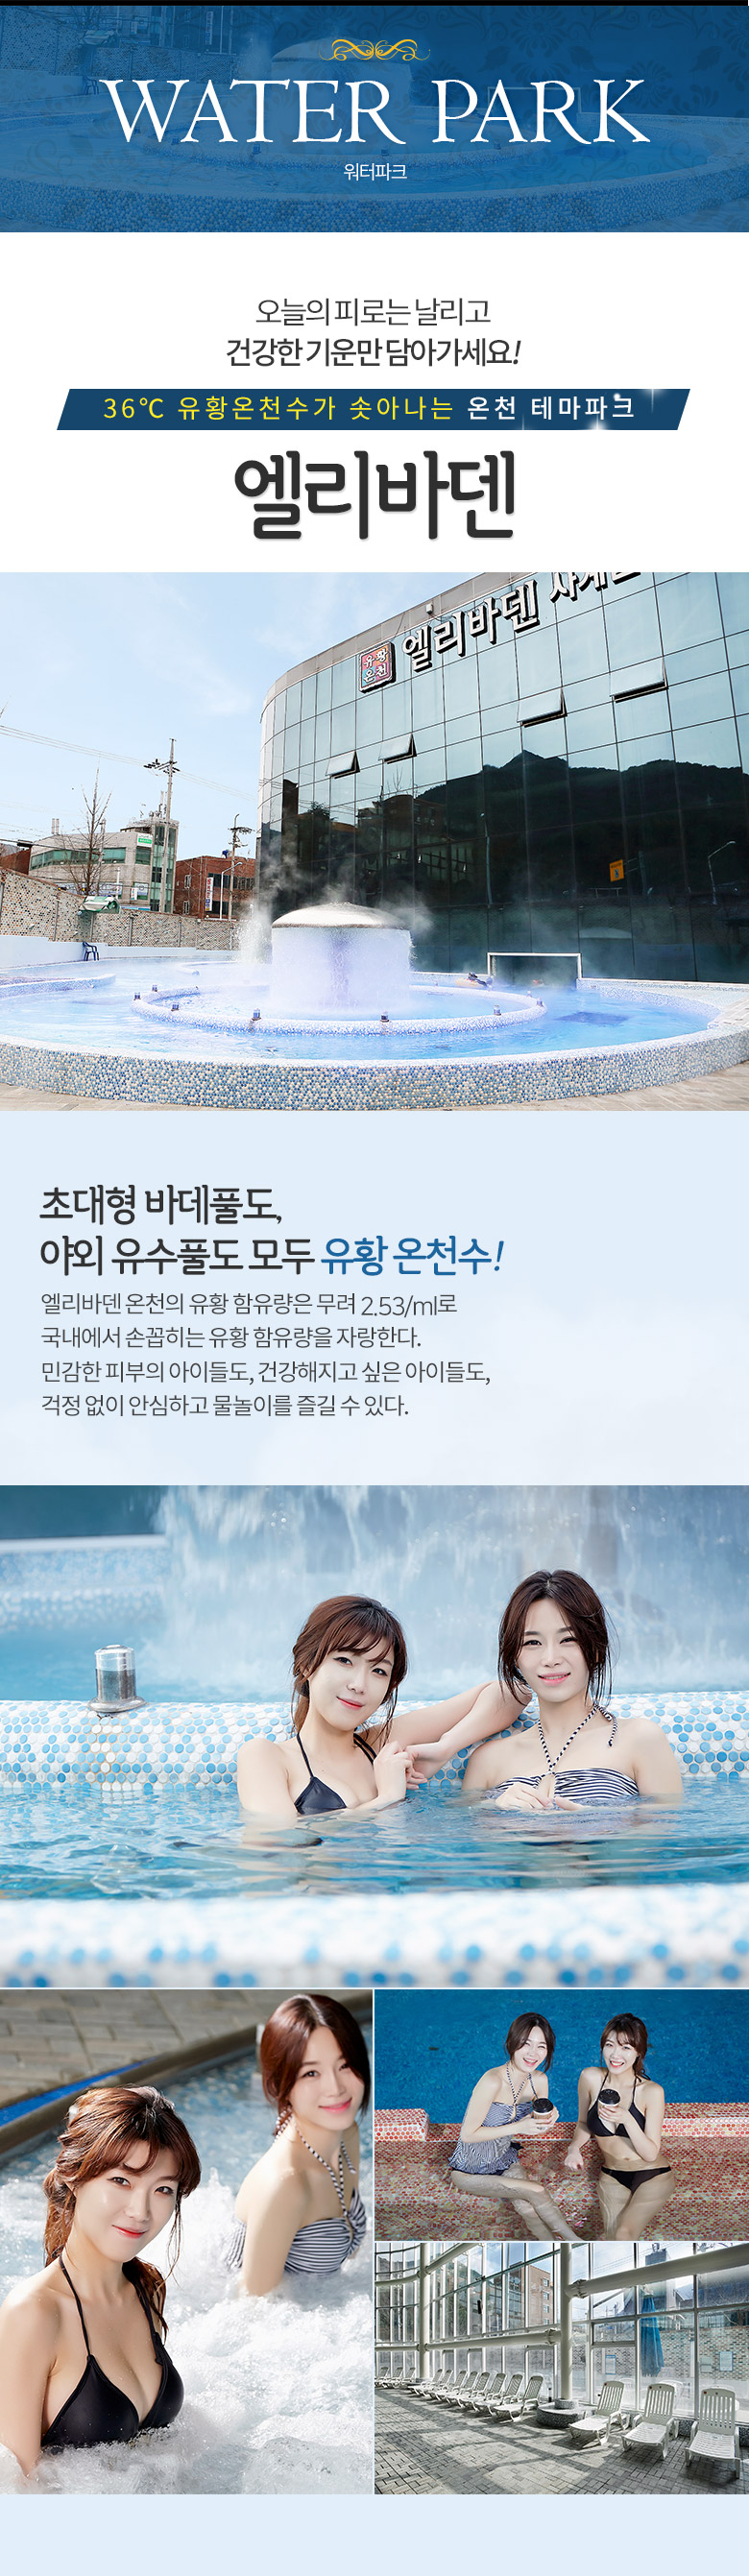 WATER PARK
워터파크
오늘의 피로는 날리고
건강한 기운만 담아가세요!
36℃ 유황온천수가 솟아나는 온천 테마파크
엘리바덴
유황
온천
엘리바덴
초대형 바데풀도,
야외 유수풀도 모두 유황 온천수!
엘리바덴 온천의 유황 함유량은 무려 2.53/ml로
국내에서 손꼽히는 유황 함유량을 자랑한다.
민감한 피부의 아이들도, 건강해지고 싶은 아이들도,
걱정 없이 안심하고 물놀이를 즐길 수 있다.